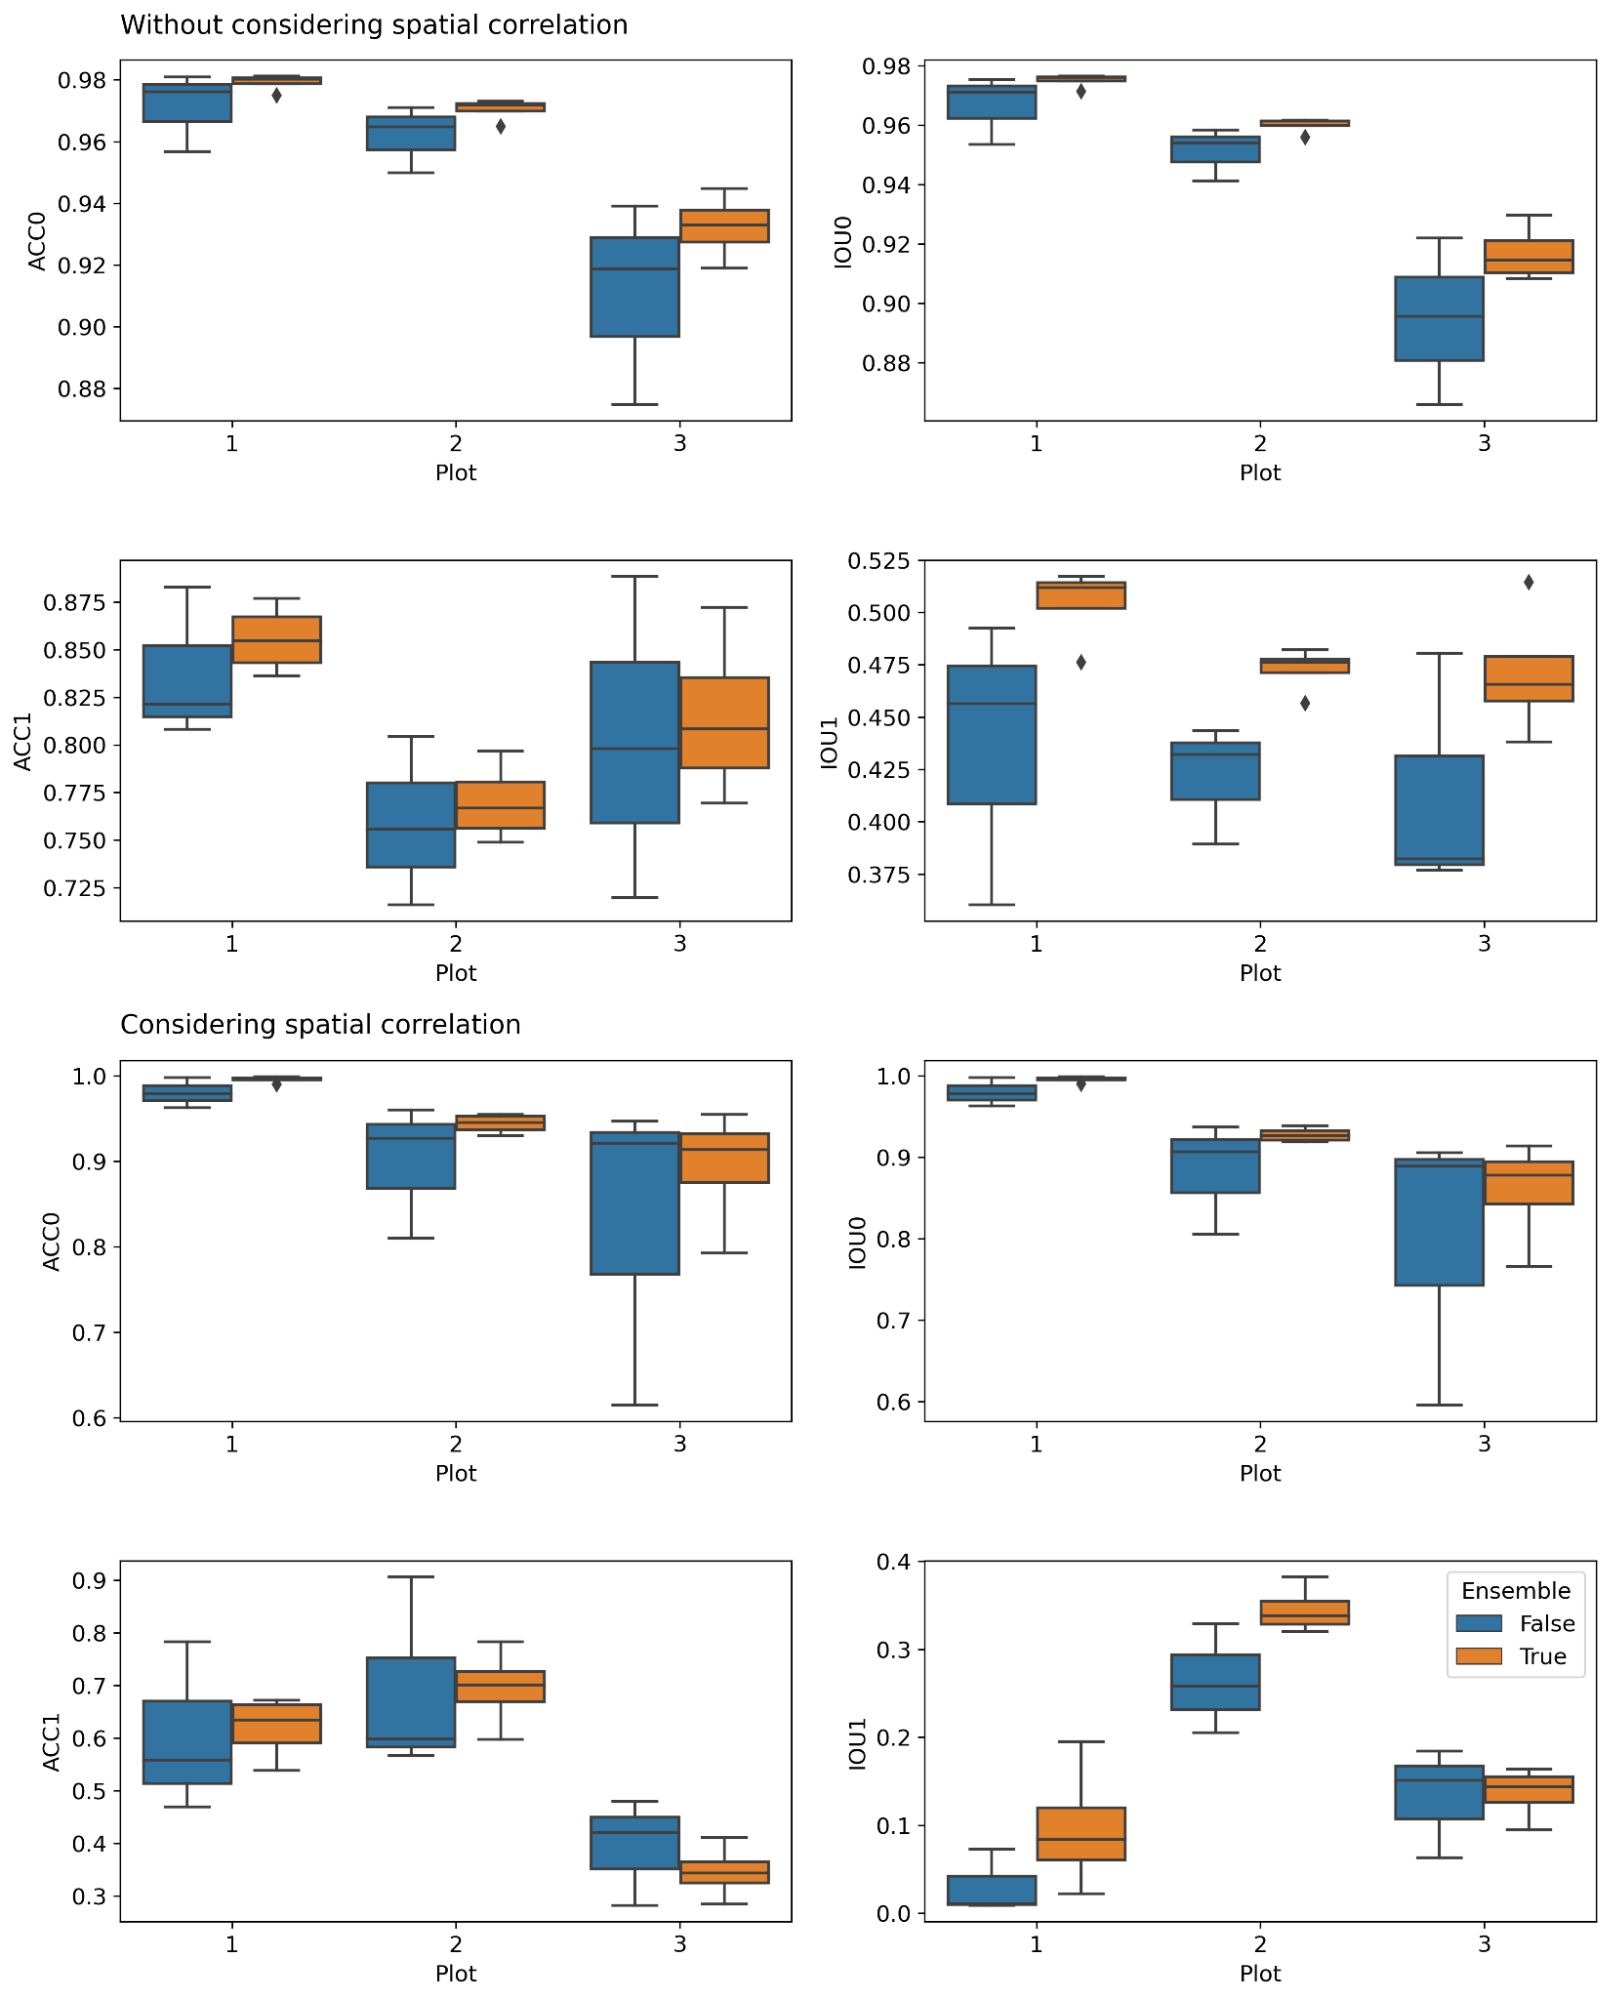 Without considering spatial correlation
0.98
0.96
0.94
0.92
0.90
0.88
ACC0
1 2 3
Plot
0.98
0.96
0.94
0.92
0.90
0.88
IOU0
1 2 3
Plot
0.875
0.850
0.825
0.800
0.775
0.750
0.725
ACC1
1 2 3
Plot
0.525
0.500
0.475
0.450
0.425
0.400
0.375
IOU1
1 2 3
Plot
Considering spatial correlation
1.0
0.9
0.8
0.7
0.6
ACC0
1 2 3
Plot
1.0
0.9
0.8
0.7
0.6
IOU0
1 2 3
Plot
0.9
0.8
0.7
0.6
0.5
0.4
0.3
ACC1
1 2 3
Plot
0.4
0.3
0.2
0.1
0.0
IOU1
Ensemble
False
True
1 2 3
Plot